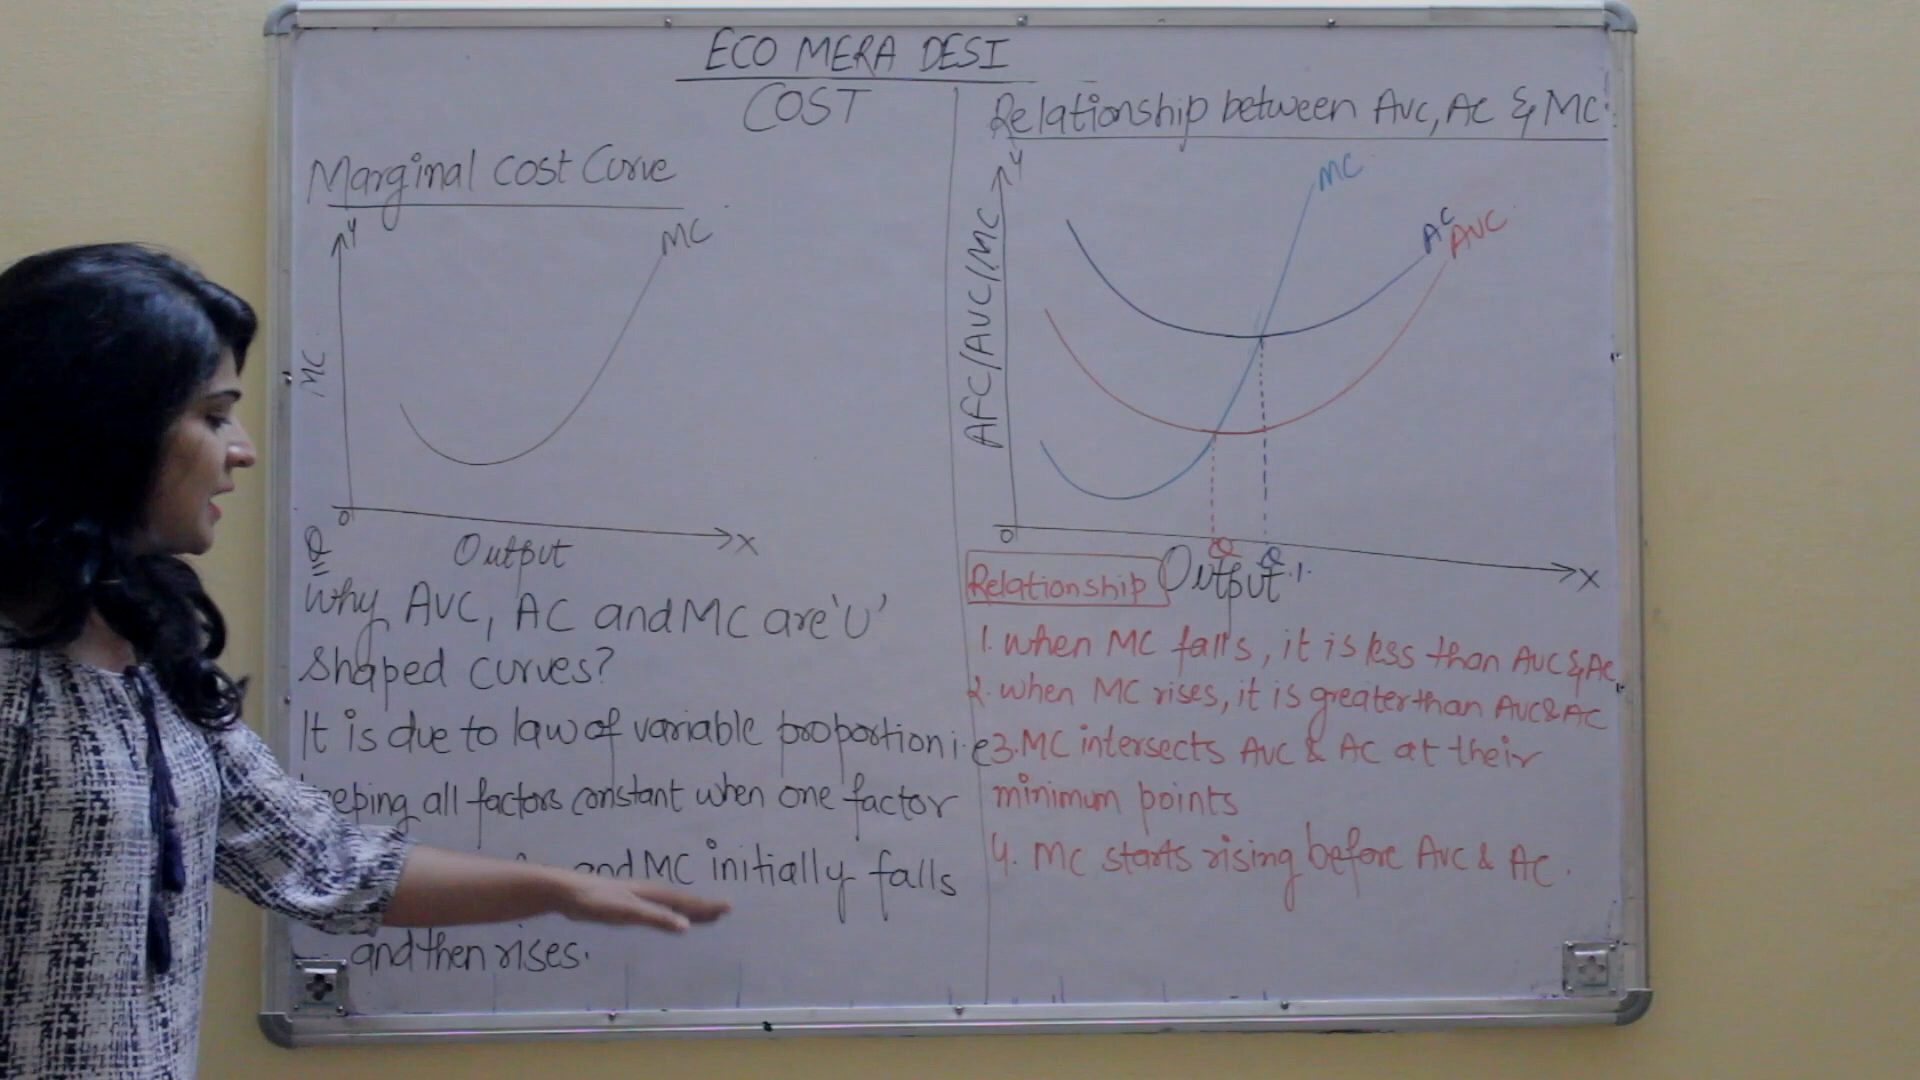 ECO MERA DESI
COST
Marginal Cost Curve
Y
MC
MC
O
Output
X
Q
Why AVC, AC and MC are 'U'
Shaped curves?
It is due to law of variable proportion i.e
all factors constant when one factor
and MC initially falls
and then rises.
Relationship between AVC, AC & MC
Y
MC
AC
AVC
AFC/AVC/MC
O
Q
Q1
Output
X
Relationship
1. when MC falls, it is less than AVC & AC
2. when MC rises, it is greater than AVC & AC
3. MC intersects AVC & AC at their
minimum points
4. MC starts rising before AVC & AC.